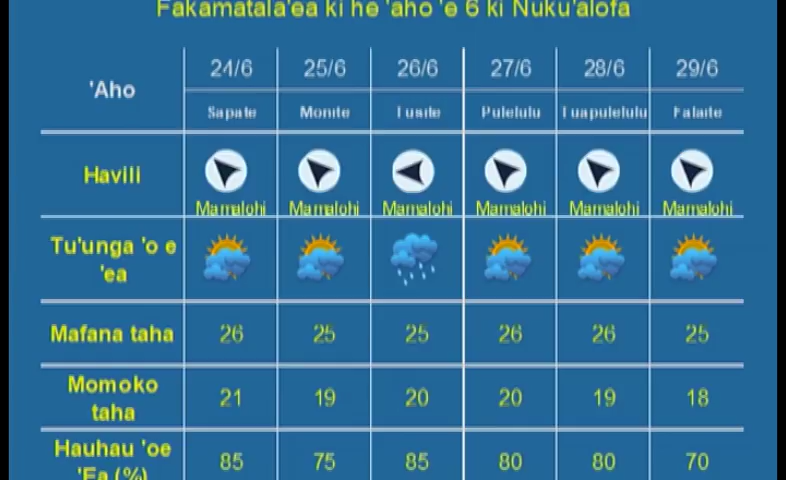 Fakamatala'ea ki he 'aho 'e 6 ki Nuku'alofa
'Aho 24/6 25/6 26/6 27/6 28/6 29/6
Sapate Monite Tusite Pulelulu Tuapulelulu Falaite
Havili
Mamalohi Mamalohi Mamalohi Mamalohi Mamalohi Mamalohi
Tu'unga 'o e
'ea
Mafana taha 26 25 25 26 26 25
Momoko
taha 21 19 20 20 19 18
Hauhau 'oe
'Ea (%) 85 75 85 80 80 70